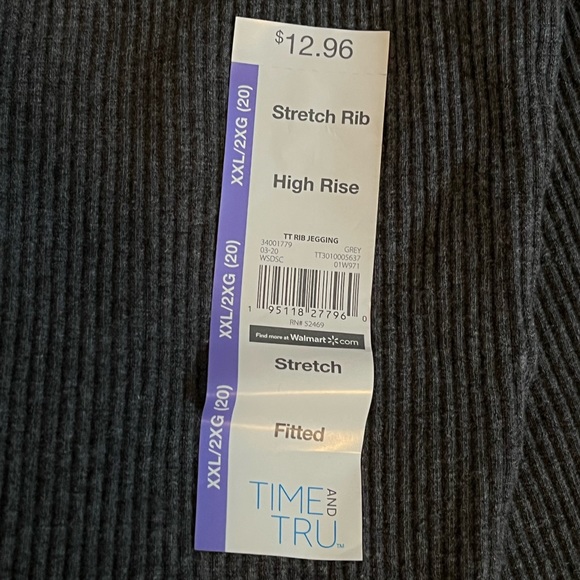 $12.96
XXL/2XG (20)
Stretch Rib
High Rise
TT RIB JEGGING
34001779 GREY
03-20 TT3010005637
WSDSC 01W971
XXL/2XG (20)
1 95118 27796 0
RN# 52469
Find more at Walmart.com
Stretch
XXL/2XG (20)
Fitted
TIME AND
TRU™